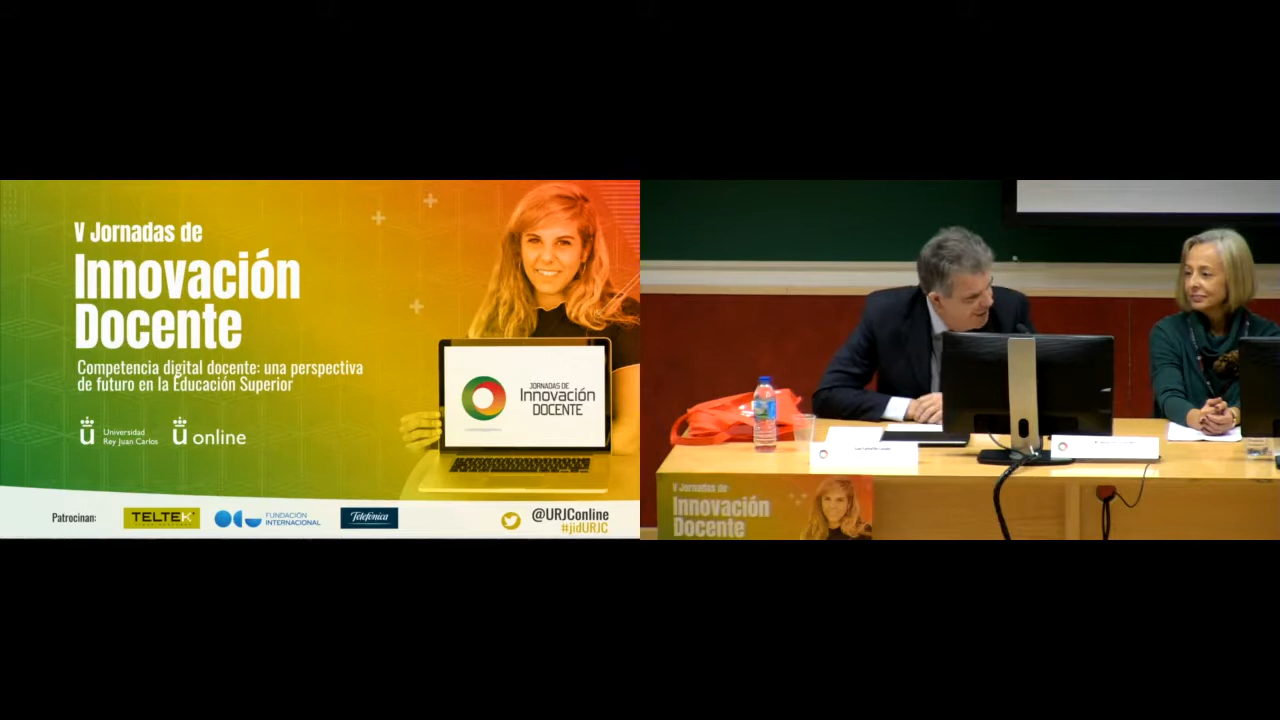 V Jornadas de
Innovación
Docente
Competencia digital docente: una perspectiva
de futuro en la Educación Superior
Universidad
Rey Juan Carlos
online
JORNADAS DE
Innovación
DOCENTE
Patrocinan:
TELTEK
FUNDACIÓN
INTERNACIONAL
Telefónica
@URJConline
#jidURJC
V Jornadas de
Innovación
Docente